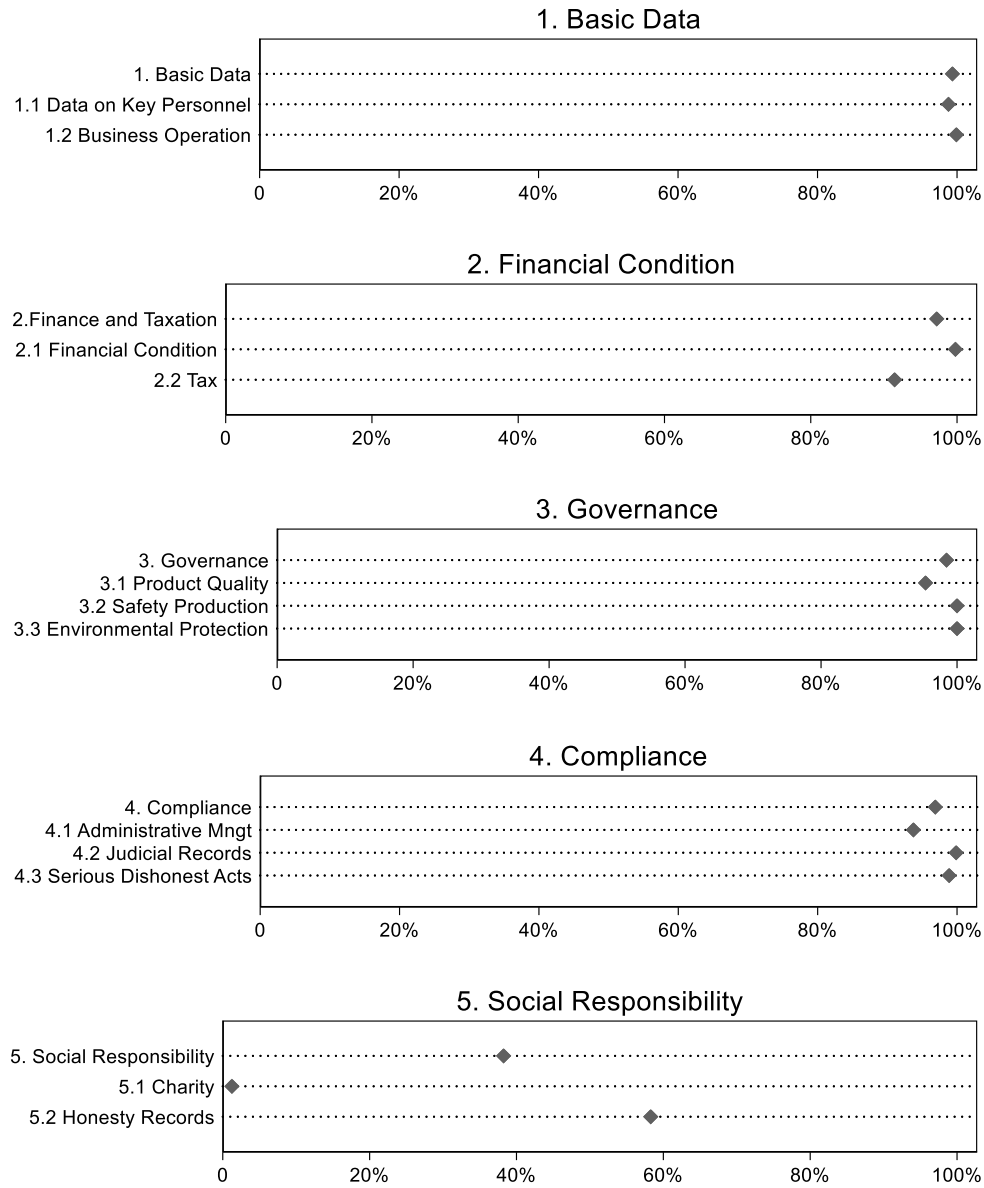 1. Basic Data
1. Basic Data
1.1 Data on Key Personnel
1.2 Business Operation
0 20% 40% 60% 80% 100%
2. Financial Condition
2.Finance and Taxation
2.1 Financial Condition
2.2 Tax
0 20% 40% 60% 80% 100%
3. Governance
3. Governance
3.1 Product Quality
3.2 Safety Production
3.3 Environmental Protection
0 20% 40% 60% 80% 100%
4. Compliance
4. Compliance
4.1 Administrative Mngt
4.2 Judicial Records
4.3 Serious Dishonest Acts
0 20% 40% 60% 80% 100%
5. Social Responsibility
5. Social Responsibility
5.1 Charity
5.2 Honesty Records
0 20% 40% 60% 80% 100%